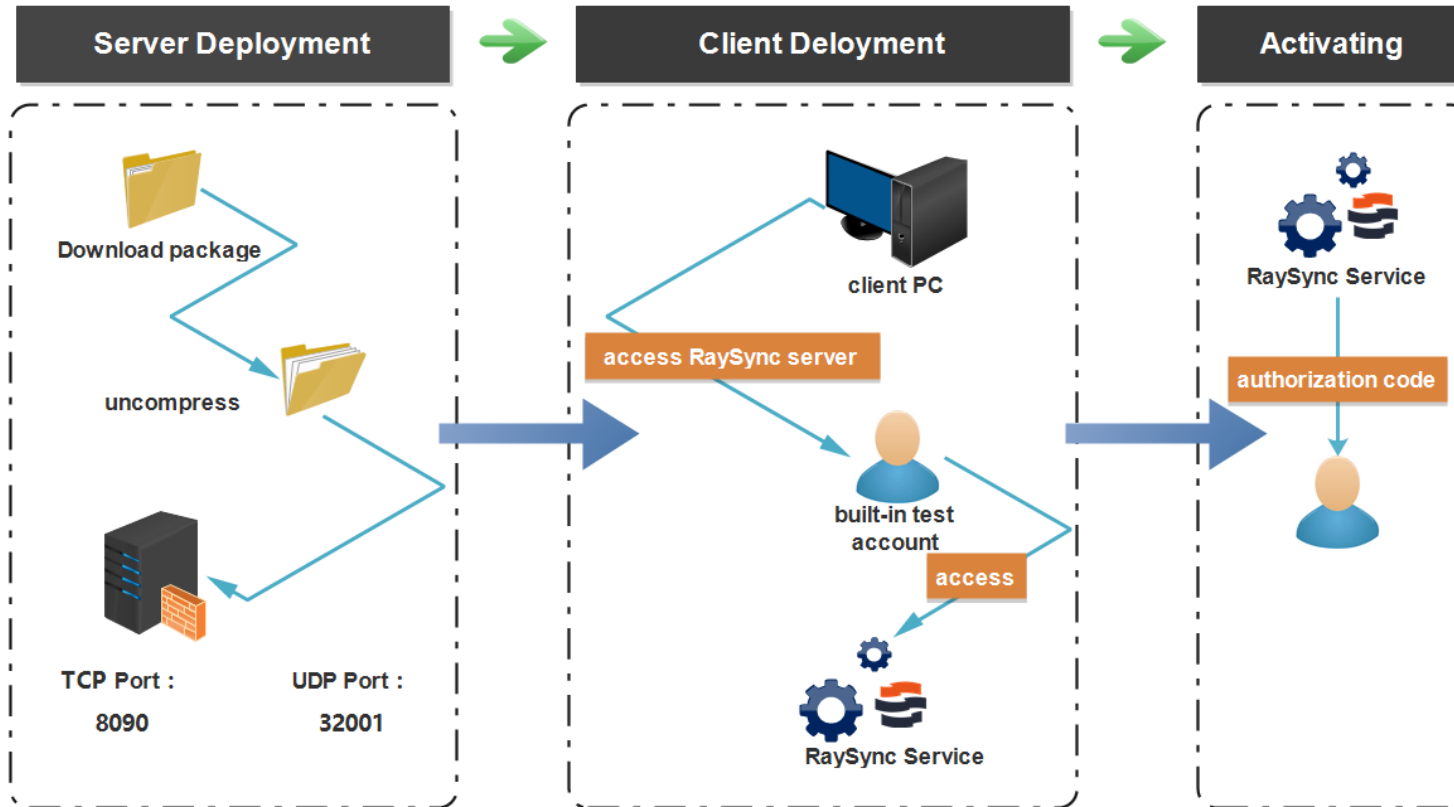 Server Deployment
Client Deloyment
Activating
Download package
uncompress
TCP Port :
8090
UDP Port :
32001
client PC
access RaySync server
built-in test
account
access
RaySync Service
RaySync Service
authorization code